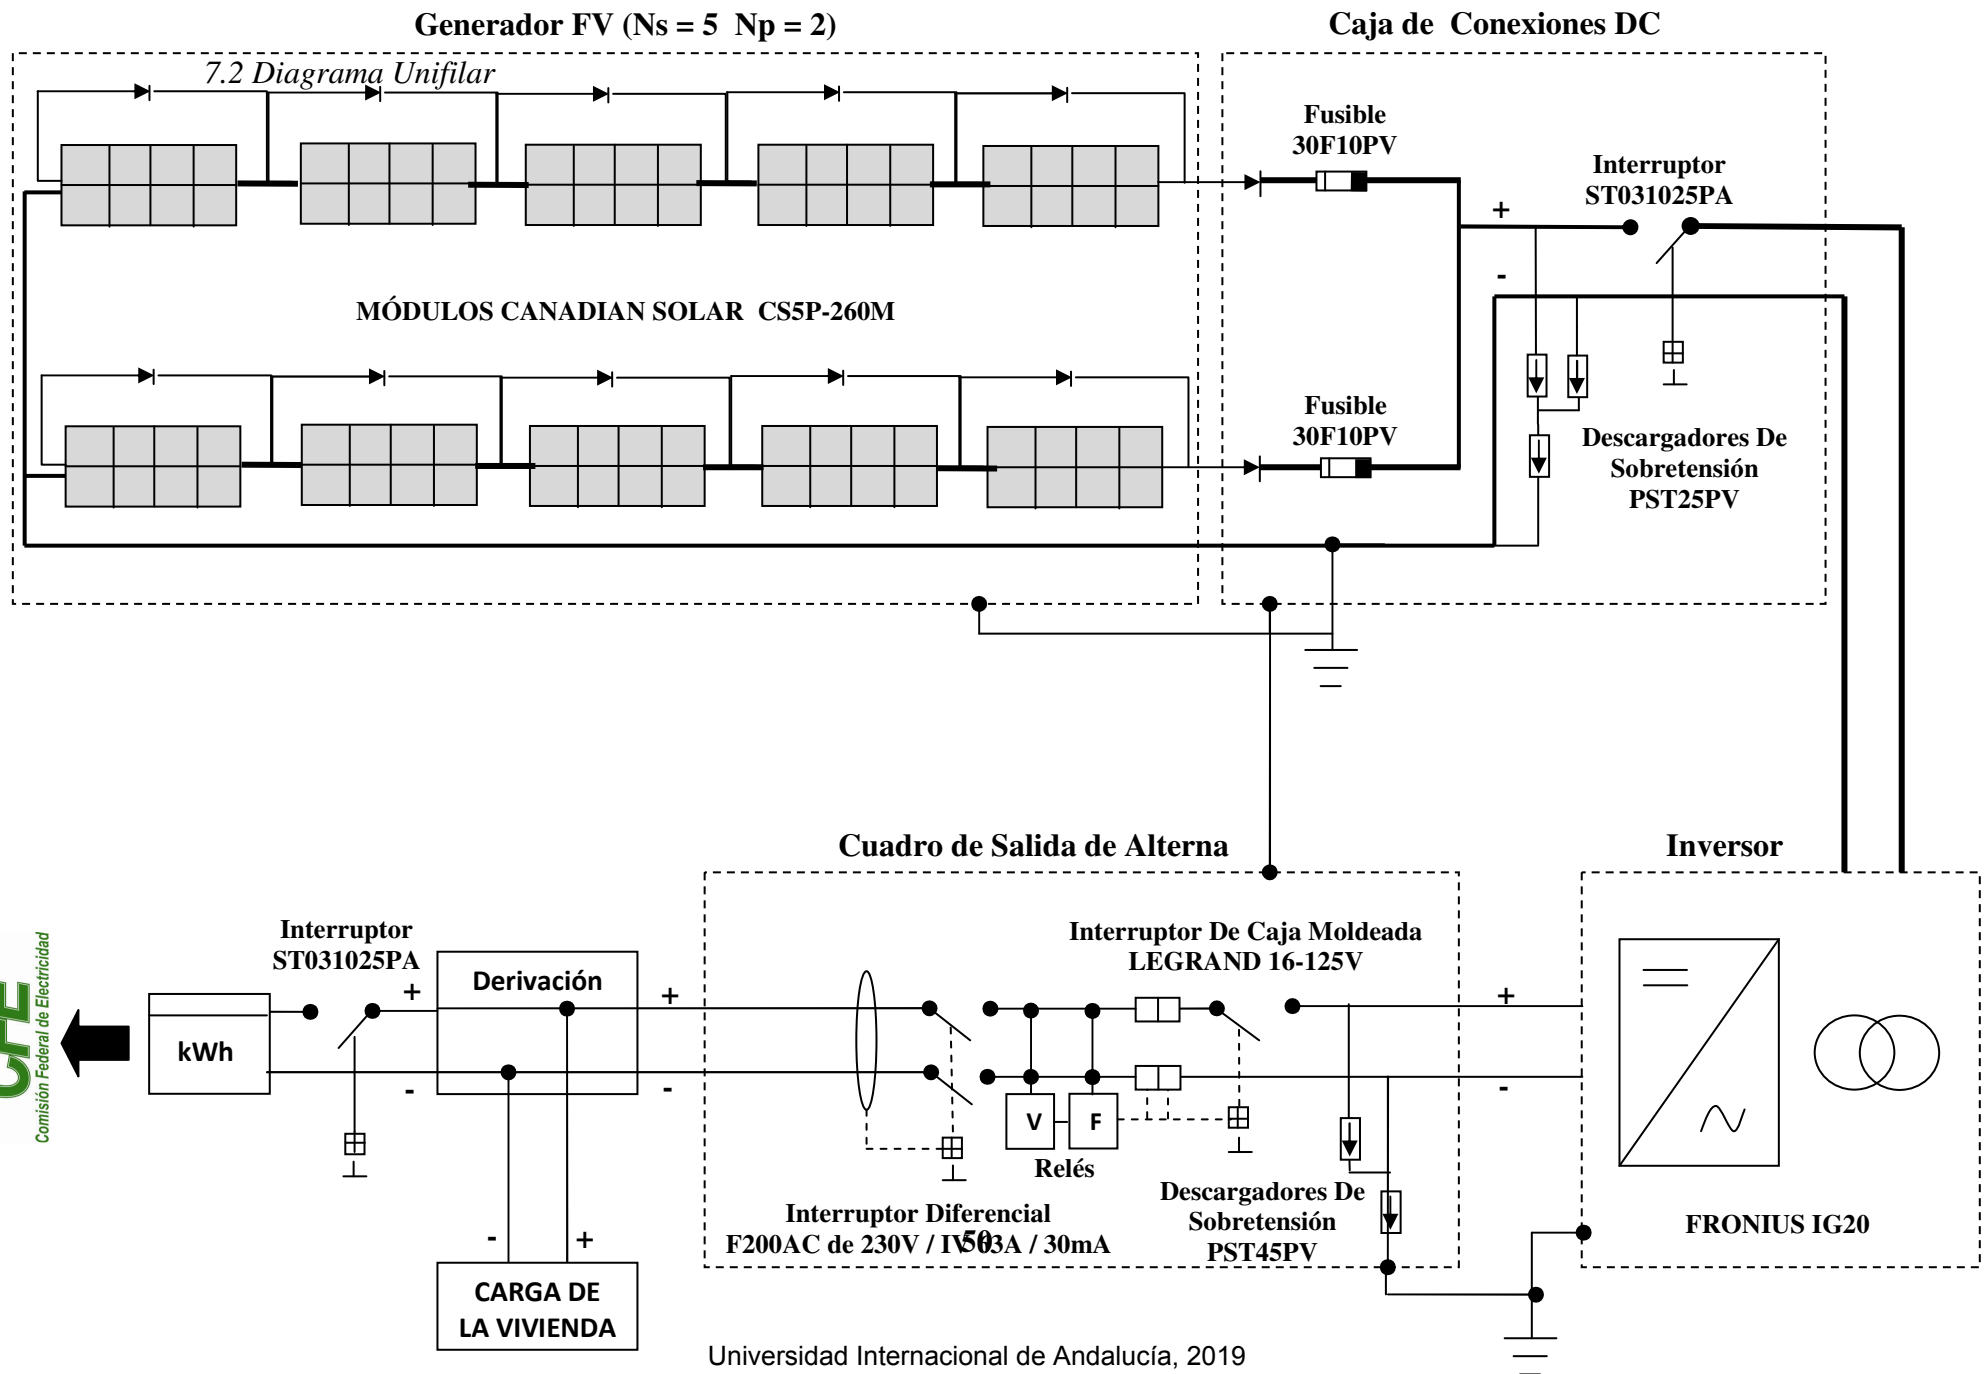 Generador FV (Ns = 5 Np = 2)
Caja de Conexiones DC
7.2 Diagrama Unifilar
Fusible
30F10PV
Interruptor
ST031025PA
+
-
MÓDULOS CANADIAN SOLAR CS5P-260M
Fusible
30F10PV
Descargadores De
Sobretensión
PST25PV
Cuadro de Salida de Alterna
Inversor
CFE
Comisión Federal de Electricidad
kWh
Interruptor
ST031025PA
+
-
Derivación
+
-
Interruptor De Caja Moldeada
LEGRAND 16-125V
+
-
V
F
Relés
Interruptor Diferencial
F200AC de 230V / IV 63A / 30mA
50
Descargadores De
Sobretensión
PST45PV
FRONIUS IG20
-
+
CARGA DE
LA VIVIENDA
Universidad Internacional de Andalucía, 2019